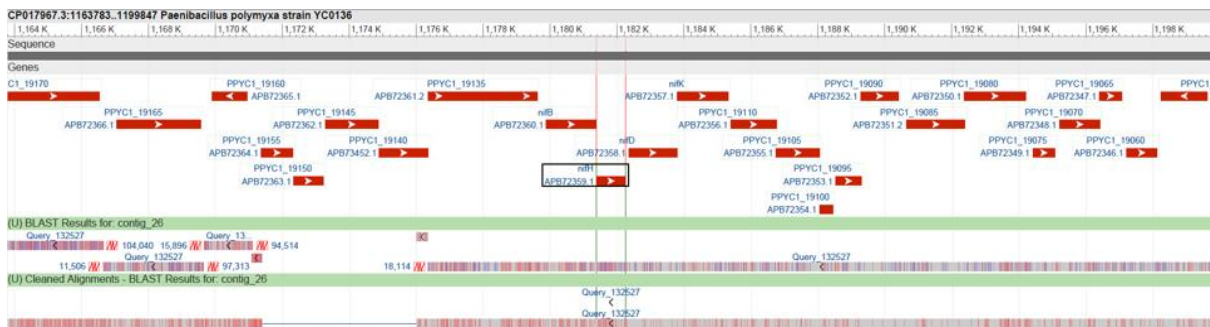 CP017967.3:1163783..1199847 Paenibacillus polymyxa strain YC0136
1,164 K 1,166 K 1,168 K 1,170 K 1,172 K 1,174 K 1,176 K 1,178 K 1,180 K 1,182 K 1,184 K 1,186 K 1,188 K 1,190 K 1,192 K 1,194 K 1,196 K 1,198 K
Sequence
Genes
C1_19170 PPYC1_19160 PPYC1_19135 nifK PPYC1_19090 PPYC1_19080 PPYC1_19065 PPYC1
APB72365.1 APB72361.2 APB72357.1 APB72352.1 APB72350.1 APB72347.1
PPYC1_19165 PPYC1_19145 nifB PPYC1_19110 PPYC1_19085 PPYC1_19070
APB72366.1 APB72362.1 APB72360.1 APB72356.1 APB72351.2 APB72348.1
PPYC1_19155 PPYC1_19140 nifD PPYC1_19105 PPYC1_19075 PPYC1_19060
APB72364.1 APB73452.1 APB72358.1 APB72355.1 APB72349.1 APB72346.1
PPYC1_19150 nifH PPYC1_19095
APB72363.1 APB72359.1 APB72353.1
PPYC1_19100
APB72354.1
(U) BLAST Results for: contig_26
Query_132527 Query_13...
104,040 15,896 94,514
Query_132527 Query_132527
11,506 97,313 18,114
(U) Cleaned Alignments - BLAST Results for: contig_26
Query_132527
Query_132527